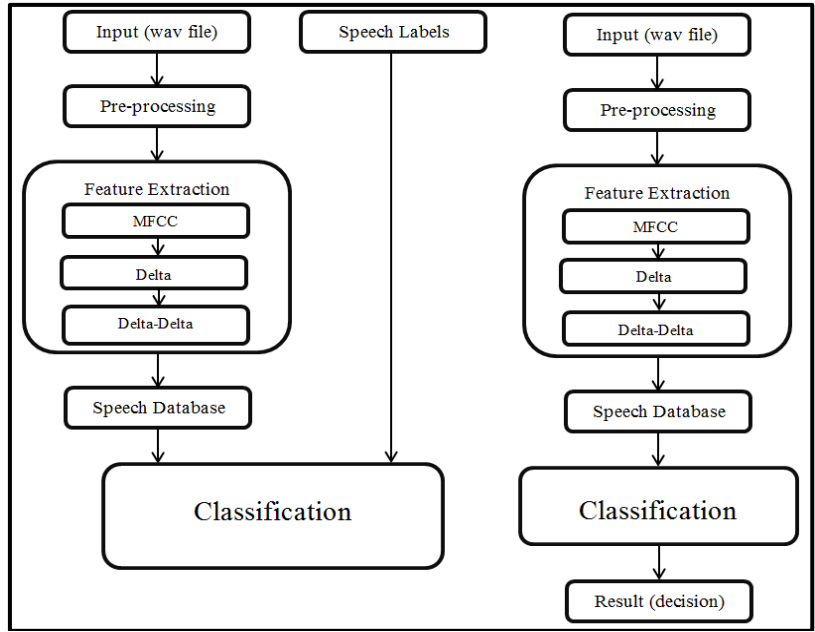 Input (wav file)
Speech Labels
Pre-processing
Feature Extraction
MFCC
Delta
Delta-Delta
Speech Database
Classification
Input (wav file)
Pre-processing
Feature Extraction
MFCC
Delta
Delta-Delta
Speech Database
Classification
Result (decision)